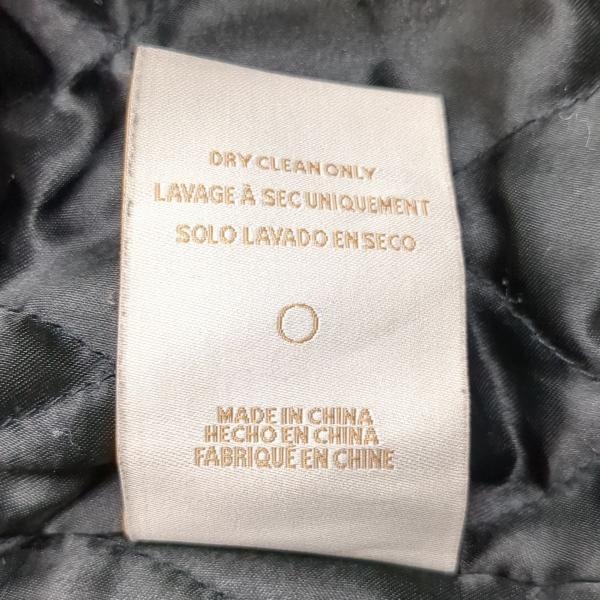 DRY CLEAN ONLY
LAVAGE À SEC UNIQUEMENT
SOLO LAVADO EN SECO
MADE IN CHINA
HECHO EN CHINA
FABRIQUÉ EN CHINE